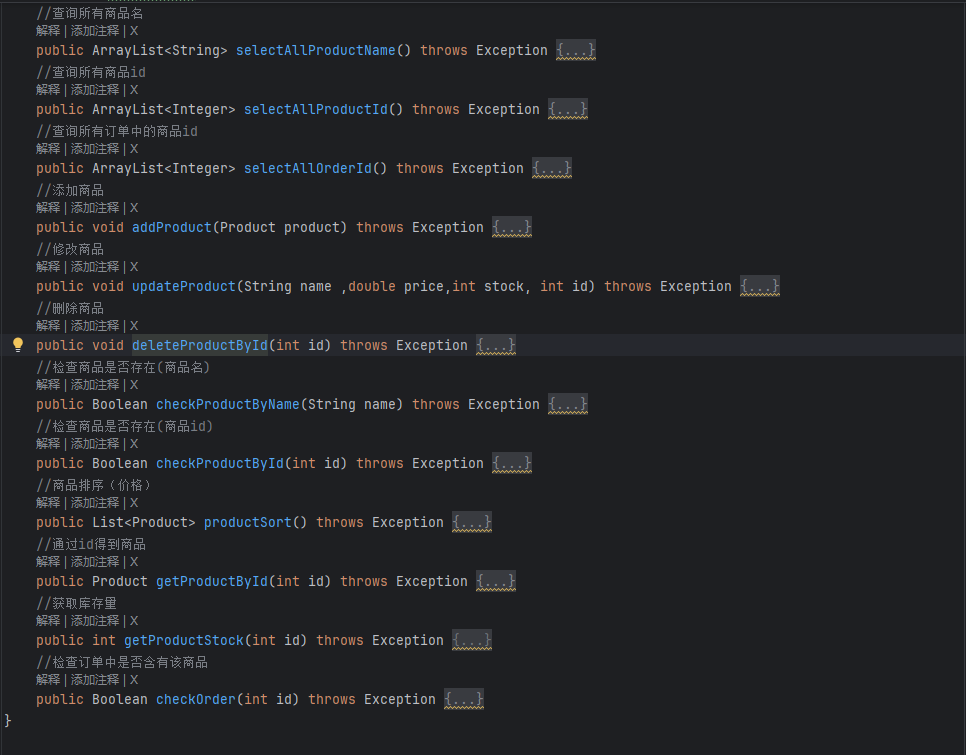 //查询所有商品名
解释 | 添加注释 | X
public ArrayList<String> selectAllProductName() throws Exception {...}
//查询所有商品id
解释 | 添加注释 | X
public ArrayList<Integer> selectAllProductId() throws Exception {...}
//查询所有订单中的商品id
解释 | 添加注释 | X
public ArrayList<Integer> selectAllOrderId() throws Exception {...}
//添加商品
解释 | 添加注释 | X
public void addProduct(Product product) throws Exception {...}
//修改商品
解释 | 添加注释 | X
public void updateProduct(String name ,double price,int stock, int id) throws Exception {...}
//删除商品
解释 | 添加注释 | X
public void deleteProductById(int id) throws Exception {...}
//检查商品是否存在(商品名)
解释 | 添加注释 | X
public Boolean checkProductByName(String name) throws Exception {...}
//检查商品是否存在(商品id)
解释 | 添加注释 | X
public Boolean checkProductById(int id) throws Exception {...}
//商品排序（价格）
解释 | 添加注释 | X
public List<Product> productSort() throws Exception {...}
//通过id得到商品
解释 | 添加注释 | X
public Product getProductById(int id) throws Exception {...}
//获取库存量
解释 | 添加注释 | X
public int getProductStock(int id) throws Exception {...}
//检查订单中是否含有该商品
解释 | 添加注释 | X
public Boolean checkOrder(int id) throws Exception {...}
}